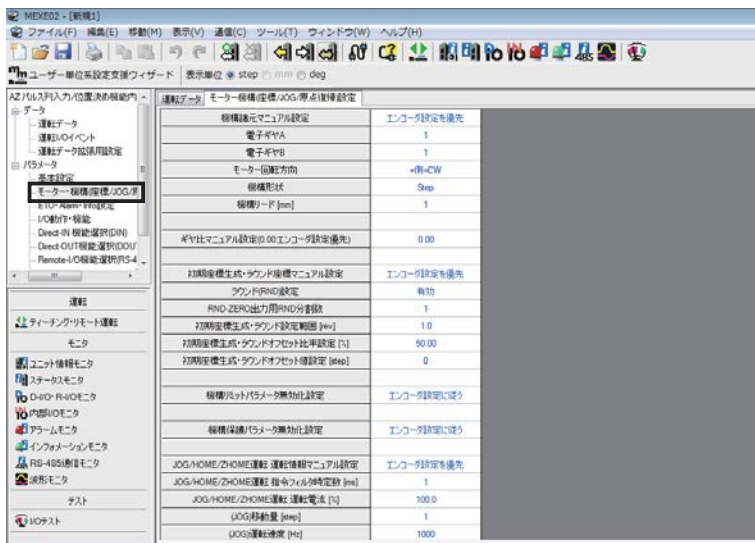 MEXE02 - [新規1]
ファイル(F) 編集(E) 移動(M) 表示(V) 通信(C) ツール(T) ウィンドウ(W) ヘルプ(H)
ユーザー単位系設定支援ウィザード 表示単位 step mm deg
AZ パルス列入力/位置決め機能内
データ
運転データ
運転I/Oイベント
運転データ拡張用設定
パラメータ
基本設定
モーター・機構(座標/JOG/原
ETO・Alarm・Info設定
I/O動作・機能
Direct-IN 機能選択(DIN)
Direct-OUT機能選択(DOU
Remote-I/O機能選択(RS-4
運転
ティーチング・リモート運転
モニタ
ユニット情報モニタ
ステータスモニタ
D-I/O・R-I/Oモニタ
内部I/Oモニタ
アラームモニタ
インフォメーションモニタ
RS-485通信モニタ
波形モニタ
テスト
I/Oテスト
運転データ モーター・機構(座標/JOG/原点復帰)設定
機構諸元マニュアル設定 エンコーダ設定を優先
電子ギヤA 1
電子ギヤB 1
モーター回転方向 +側=CW
機構形状 Step
機構リード [mm] 1
ギヤ比マニュアル設定(0.00:エンコーダ設定優先) 0.00
初期座標生成・ラウンド座標マニュアル設定 エンコーダ設定を優先
ラウンド(RND)設定 有効
RND-ZERO出力用RND分割数 1
初期座標生成・ラウンド設定範囲 [rev] 1.0
初期座標生成・ラウンドオフセット比率設定 [%] 50.00
初期座標生成・ラウンドオフセット値設定 [step] 0
機構リミットパラメータ無効化設定 エンコーダ設定に従う
機構保護パラメータ無効化設定 エンコーダ設定に従う
JOG/HOME/ZHOME運転 運転情報マニュアル設定 エンコーダ設定を優先
JOG/HOME/ZHOME運転 指令フィルタ時定数 [ms] 1
JOG/HOME/ZHOME運転 運転電流 [%] 100.0
(JOG)移動量 [step] 1
(JOG)運転速度 [Hz] 1000